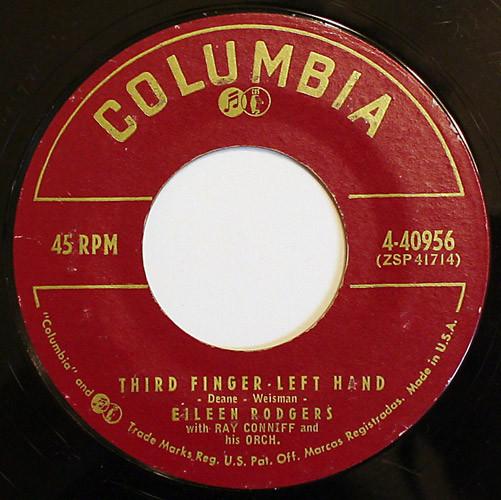 COLUMBIA
45 RPM
4-40956
(ZSP 41714)
THIRD FINGER - LEFT HAND
- Deane - Weisman -
EILEEN RODGERS
with RAY CONNIFF and
his ORCH.
"Columbia" and Trade Marks Reg. U.S. Pat. Off. Marcas Registradas. Made in U.S.A.